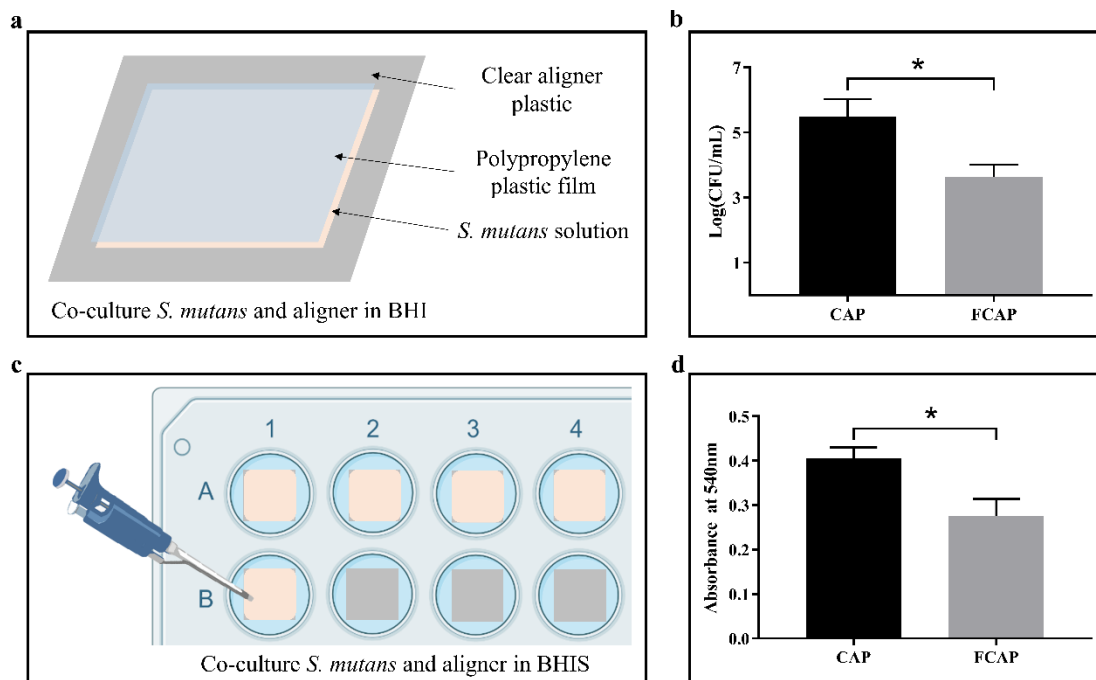 a
Clear aligner
plastic
Polypropylene
plastic film
S. mutans solution
Co-culture S. mutans and aligner in BHI
b
*
Log(CFU/mL)
7
5
3
1
CAP
FCAP
c
1 2 3 4
A
B
Co-culture S. mutans and aligner in BHIS
d
*
Absorbance at 540nm
0.5
0.4
0.3
0.2
0.1
0.0
CAP
FCAP